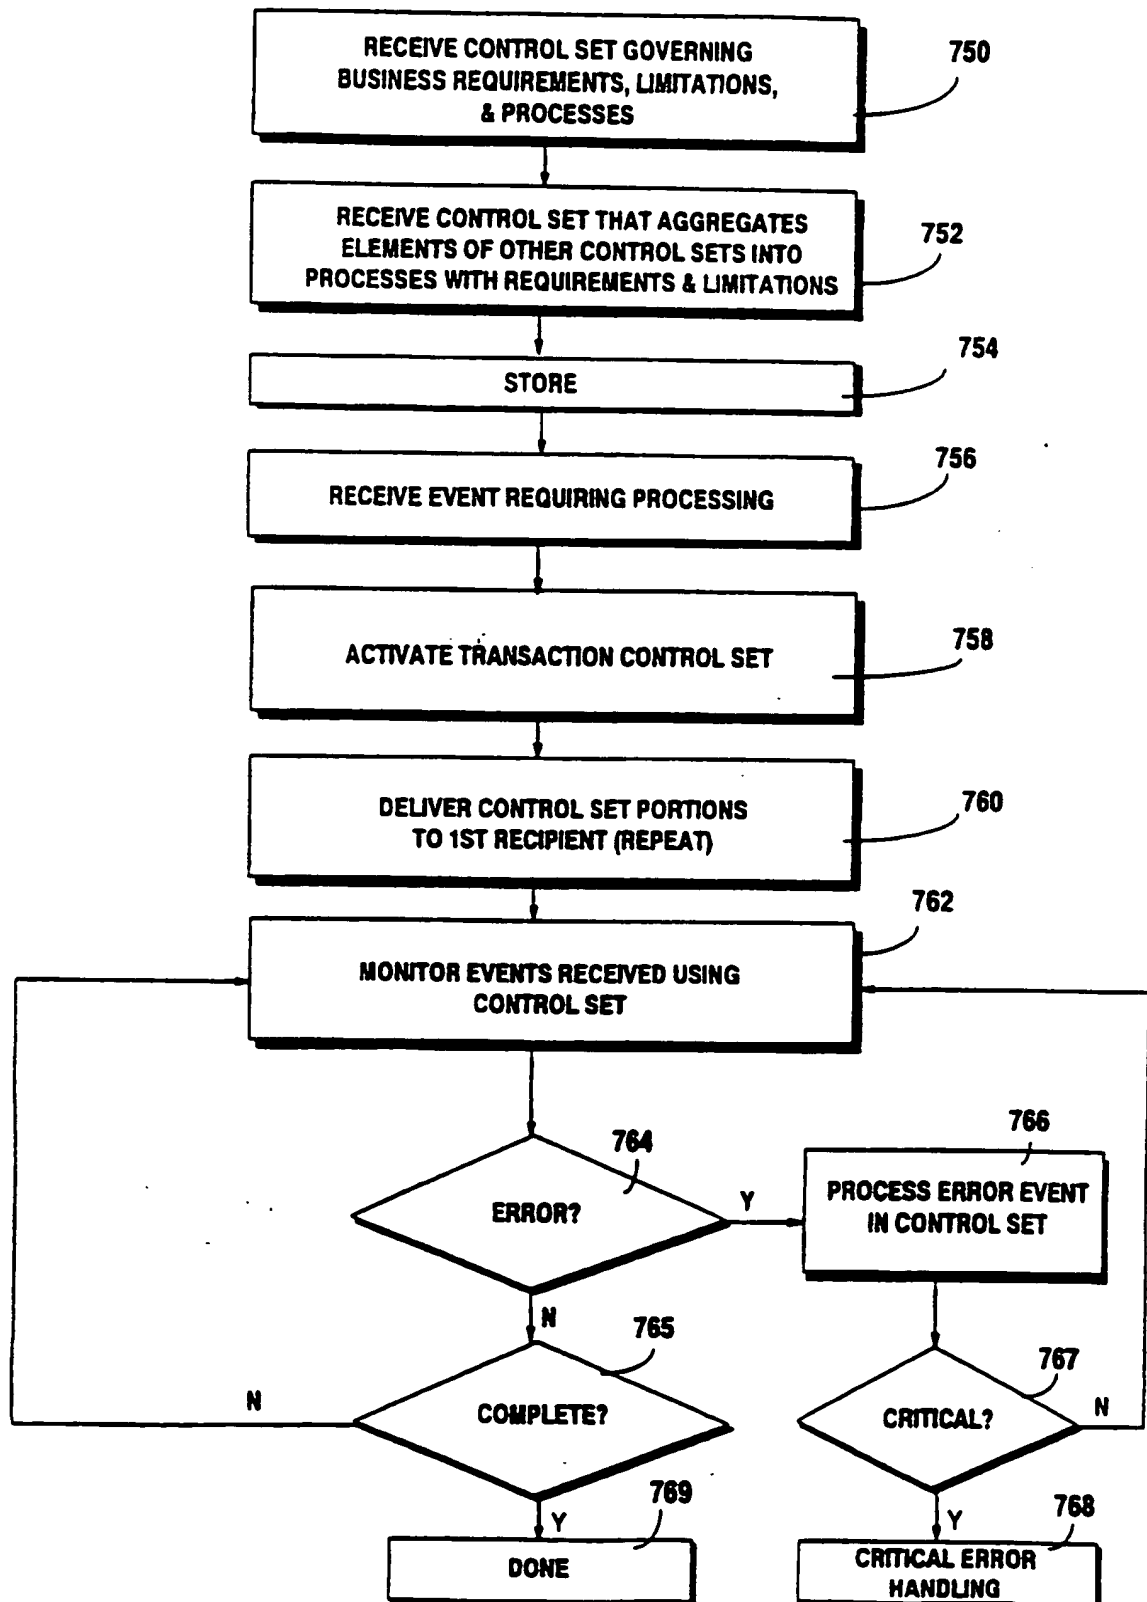 RECEIVE CONTROL SET GOVERNING
BUSINESS REQUIREMENTS, LIMITATIONS,
& PROCESSES
750
RECEIVE CONTROL SET THAT AGGREGATES
ELEMENTS OF OTHER CONTROL SETS INTO
PROCESSES WITH REQUIREMENTS & LIMITATIONS
752
STORE
754
RECEIVE EVENT REQUIRING PROCESSING
756
ACTIVATE TRANSACTION CONTROL SET
758
DELIVER CONTROL SET PORTIONS
TO 1ST RECIPIENT (REPEAT)
760
MONITOR EVENTS RECEIVED USING
CONTROL SET
762
ERROR?
764
Y
PROCESS ERROR EVENT
IN CONTROL SET
766
N
COMPLETE?
765
N
CRITICAL?
767
N
Y
DONE
769
Y
CRITICAL ERROR
HANDLING
768